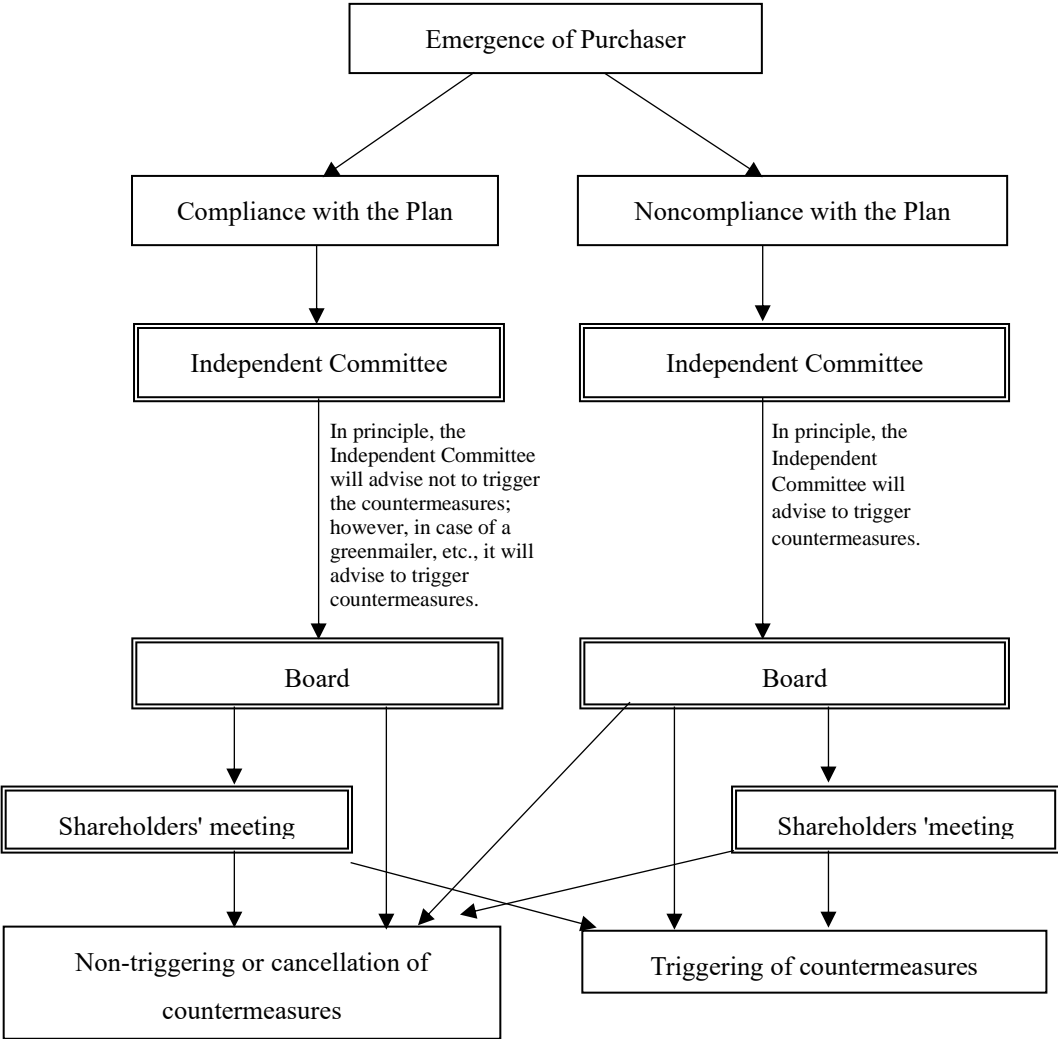 Emergence of Purchaser
Compliance with the Plan
Noncompliance with the Plan
Independent Committee
Independent Committee
In principle, the
Independent Committee
will advise not to trigger
the countermeasures;
however, in case of a
greenmailer, etc., it will
advise to trigger
countermeasures.
In principle, the
Independent
Committee will
advise to trigger
countermeasures.
Board
Board
Shareholders' meeting
Shareholders 'meeting
Non-triggering or cancellation of
countermeasures
Triggering of countermeasures